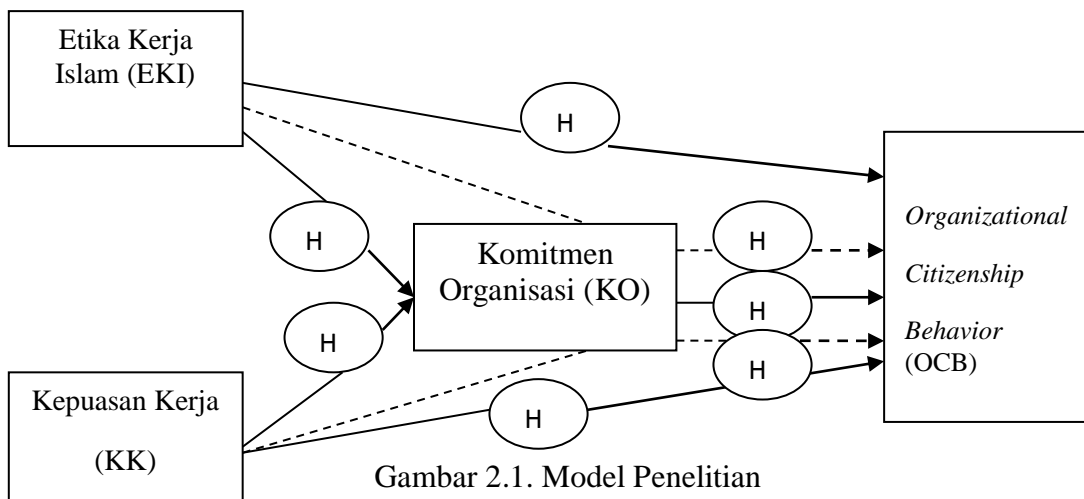 Etika Kerja
Islam (EKI)
H
H
Komitmen
Organisasi (KO)
H
H
H
H
H
Organizational
Citizenship
Behavior
(OCB)
Kepuasan Kerja
(KK)
Gambar 2.1. Model Penelitian